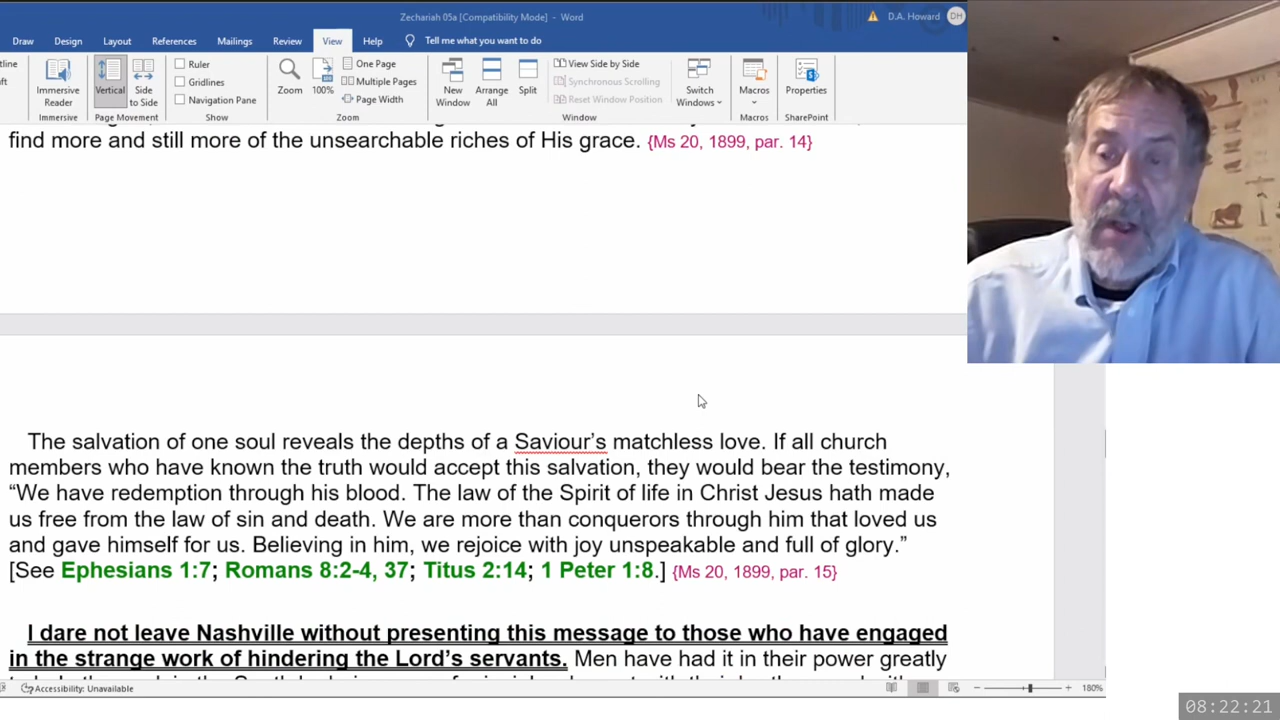 Zechariah 05a [Compatibility Mode] - Word
D.A. Howard
DH
Draw
Design
Layout
References
Mailings
Review
View
Help
Tell me what you want to do
Immersive
Reader
Vertical
Side
to Side
Ruler
Gridlines
Navigation Pane
Zoom
100%
One Page
Multiple Pages
Page Width
New
Window
Arrange
All
Split
View Side by Side
Synchronous Scrolling
Reset Window Position
Switch
Windows
Macros
Properties
Immersive
Page Movement
Show
Zoom
Window
Macros
SharePoint
find more and still more of the unsearchable riches of His grace. {Ms 20, 1899, par. 14}
The salvation of one soul reveals the depths of a Saviour’s matchless love. If all church
members who have known the truth would accept this salvation, they would bear the testimony,
“We have redemption through his blood. The law of the Spirit of life in Christ Jesus hath made
us free from the law of sin and death. We are more than conquerors through him that loved us
and gave himself for us. Believing in him, we rejoice with joy unspeakable and full of glory.”
[See Ephesians 1:7; Romans 8:2-4, 37; Titus 2:14; 1 Peter 1:8.] {Ms 20, 1899, par. 15}
I dare not leave Nashville without presenting this message to those who have engaged
in the strange work of hindering the Lord’s servants. Men have had it in their power greatly
Accessibility: Unavailable
180%
08:22:21